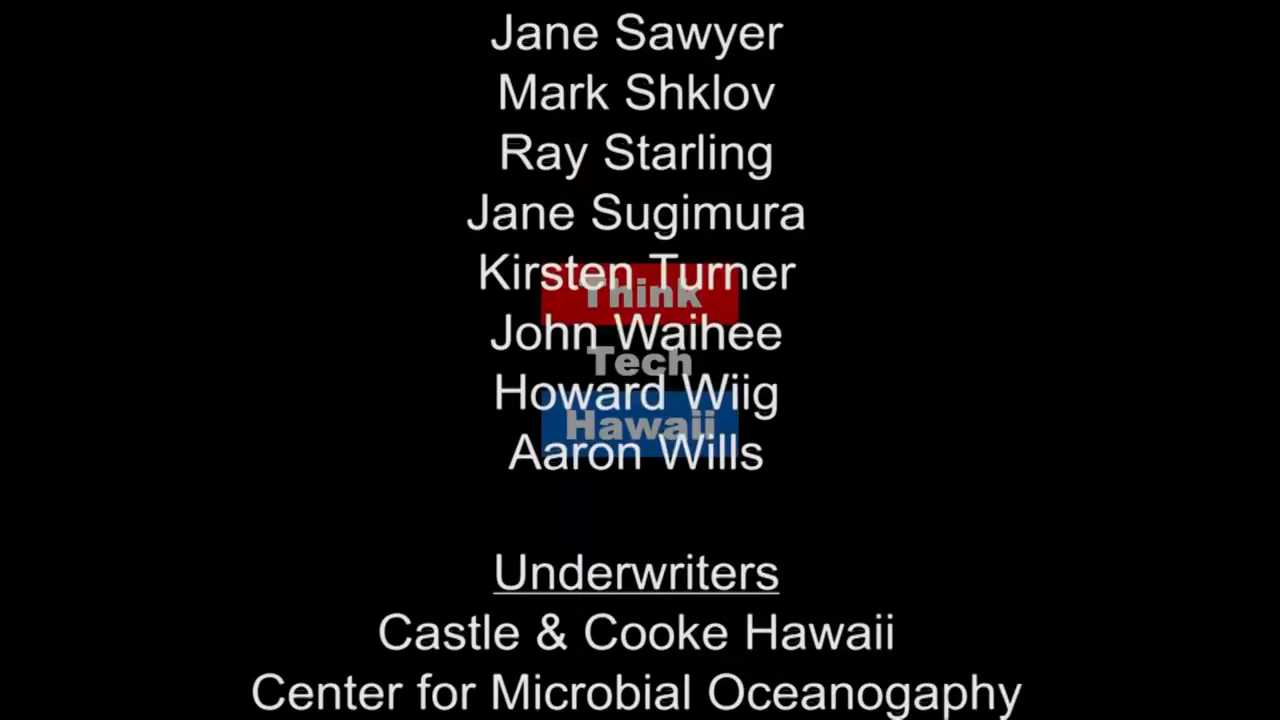 Jane Sawyer
Mark Shklov
Ray Starling
Jane Sugimura
Kirsten Turner
Think
John Waihee
Tech
Howard Wiig
Hawaii
Aaron Wills
Underwriters
Castle & Cooke Hawaii
Center for Microbial Oceanogaphy